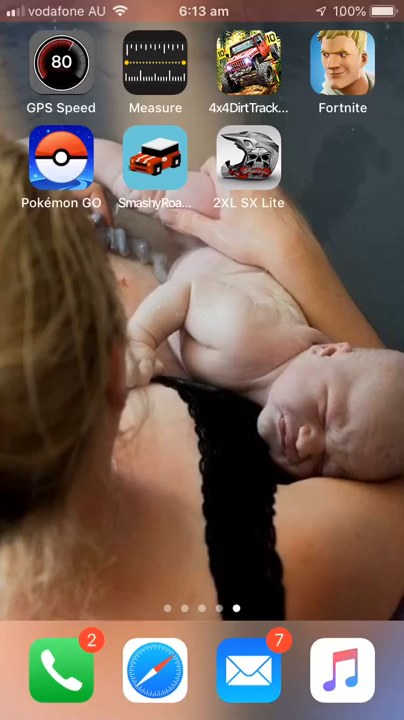 vodafone AU 6:13 am 100%
80
GPS Speed Measure 4x4DirtTrack... Fortnite
Pokémon GO SmashyRoa... 2XL SX Lite
2 7